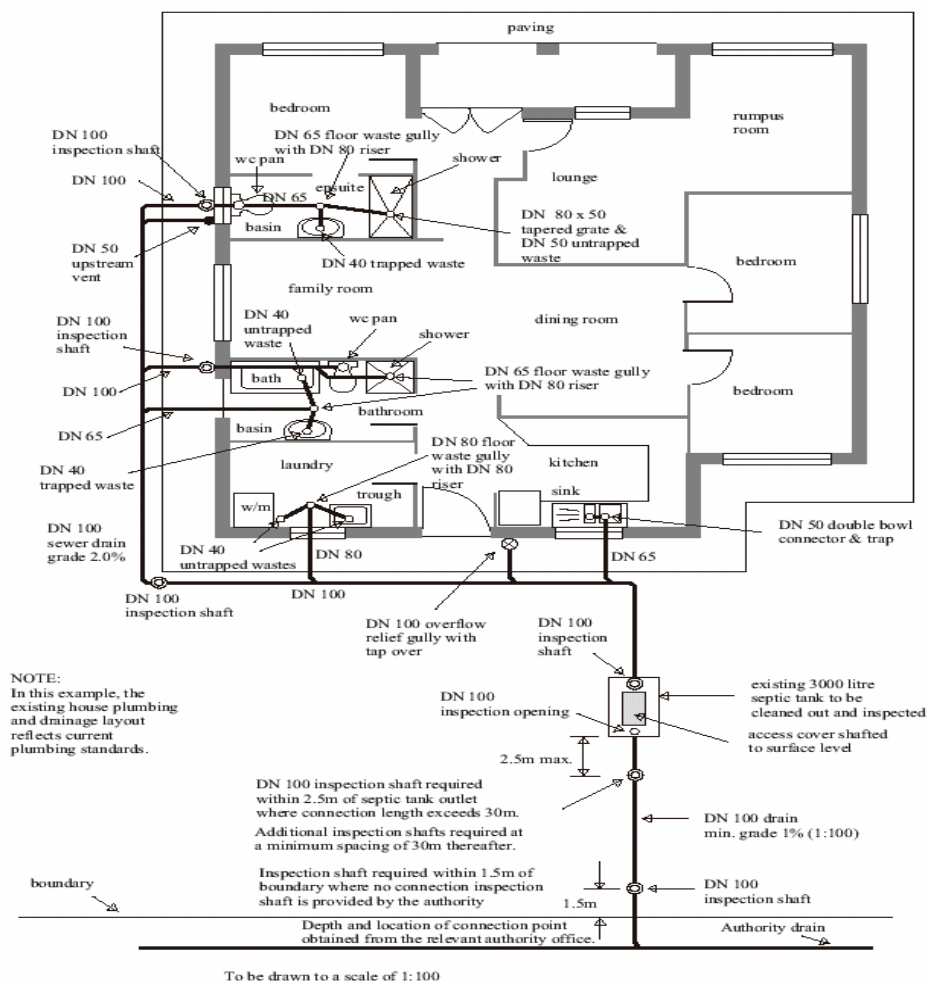 paving
bedroom
rumpus
room
DN 100
inspection shaft
DN 65 floor waste gully
with DN 80 riser
wc pan
shower
DN 100
DN 65
ensuite
lounge
basin
DN 80 x 50
tapered grate &
DN 50 untrapped
waste
DN 50
upstream
vent
DN 40 trapped waste
bedroom
family room
DN 40
untrapped
waste
wc pan
dining room
shower
DN 100
inspection
shaft
bath
DN 65 floor waste gully
with DN 80 riser
bedroom
DN 100
bathroom
basin
DN 65
DN 80 floor
waste gully
with DN 80
riser
laundry
kitchen
DN 40
trapped waste
trough
sink
w/m
DN 50 double bowl
connector & trap
DN 100
sewer drain
grade 2.0%
DN 40
untrapped wastes
DN 80
DN 65
DN 100
inspection shaft
DN 100
DN 100 overflow
relief gully with
tap over
DN 100
inspection
shaft
NOTE:
In this example, the
existing house plumbing
and drainage layout
reflects current
plumbing standards.
DN 100
inspection opening
existing 3000 litre
septic tank to be
cleaned out and inspected
access cover shafted
to surface level
2.5m max.
DN 100 inspection shaft required
within 2.5m of septic tank outlet
where connection length exceeds 30m.
Additional inspection shafts required at
a minimum spacing of 30m thereafter.
DN 100 drain
min. grade 1% (1:100)
Inspection shaft required within 1.5m of
boundary where no connection inspection
shaft is provided by the authority
1.5m
DN 100
inspection shaft
boundary
Depth and location of connection point
obtained from the relevant authority office.
Authority drain
To be drawn to a scale of 1:100